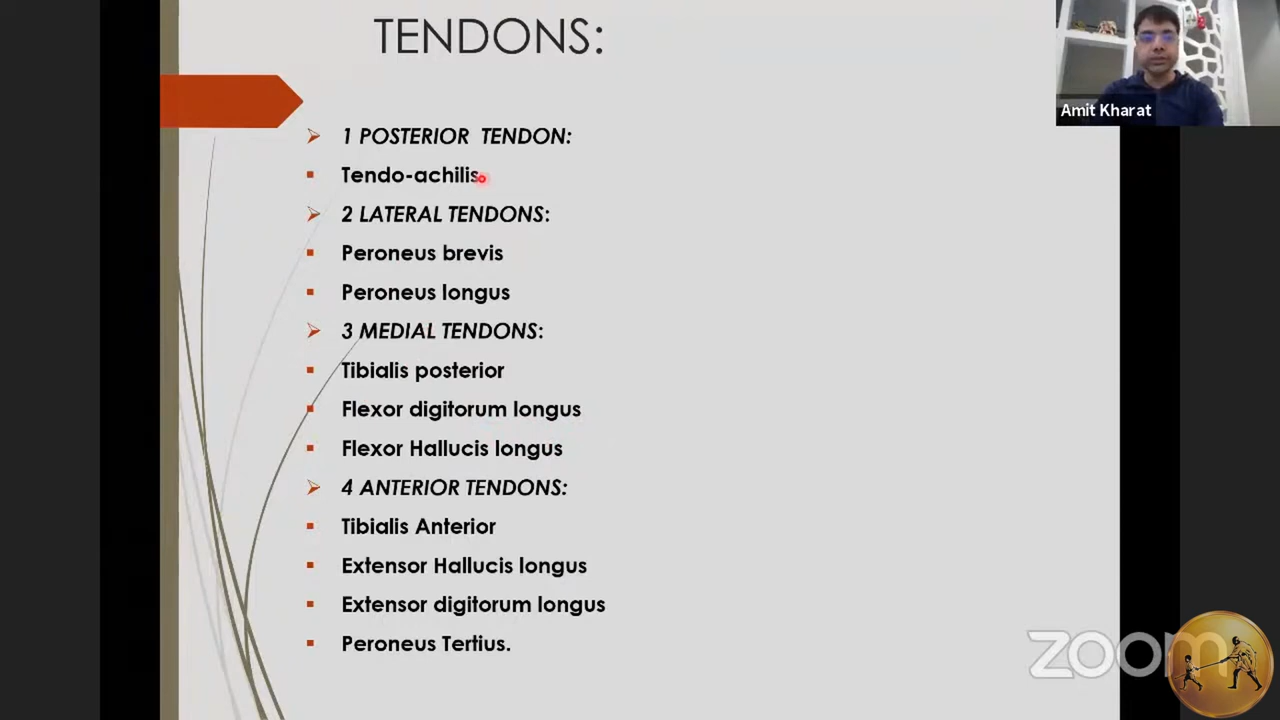 TENDONS:
Amit Kharat
1 POSTERIOR TENDON:
Tendo-achilis
2 LATERAL TENDONS:
Peroneus brevis
Peroneus longus
3 MEDIAL TENDONS:
Tibialis posterior
Flexor digitorum longus
Flexor Hallucis longus
4 ANTERIOR TENDONS:
Tibialis Anterior
Extensor Hallucis longus
Extensor digitorum longus
Peroneus Tertius.
zoom